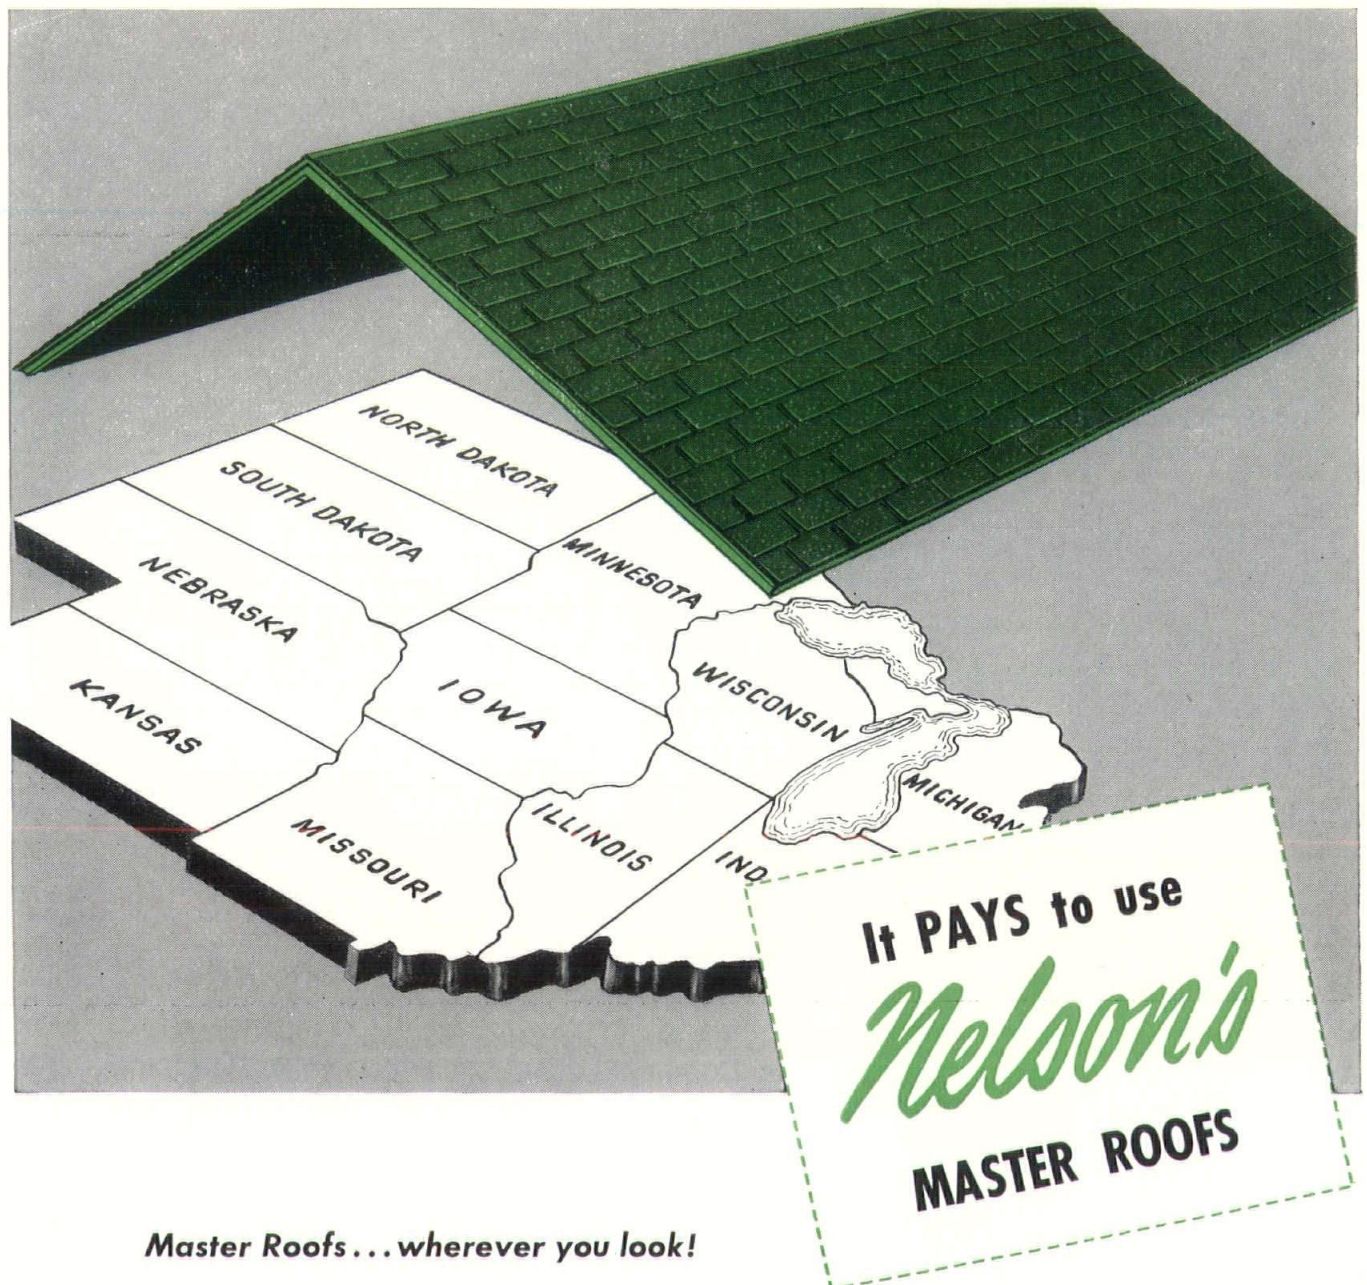 NORTH DAKOTA
SOUTH DAKOTA
MINNESOTA
NEBRASKA
WISCONSIN
IOWA
KANSAS
MICHIGAN
ILLINOIS
MISSOURI
IND
It PAYS to use
Nelson's
MASTER ROOFS
Master Roofs...wherever you look!